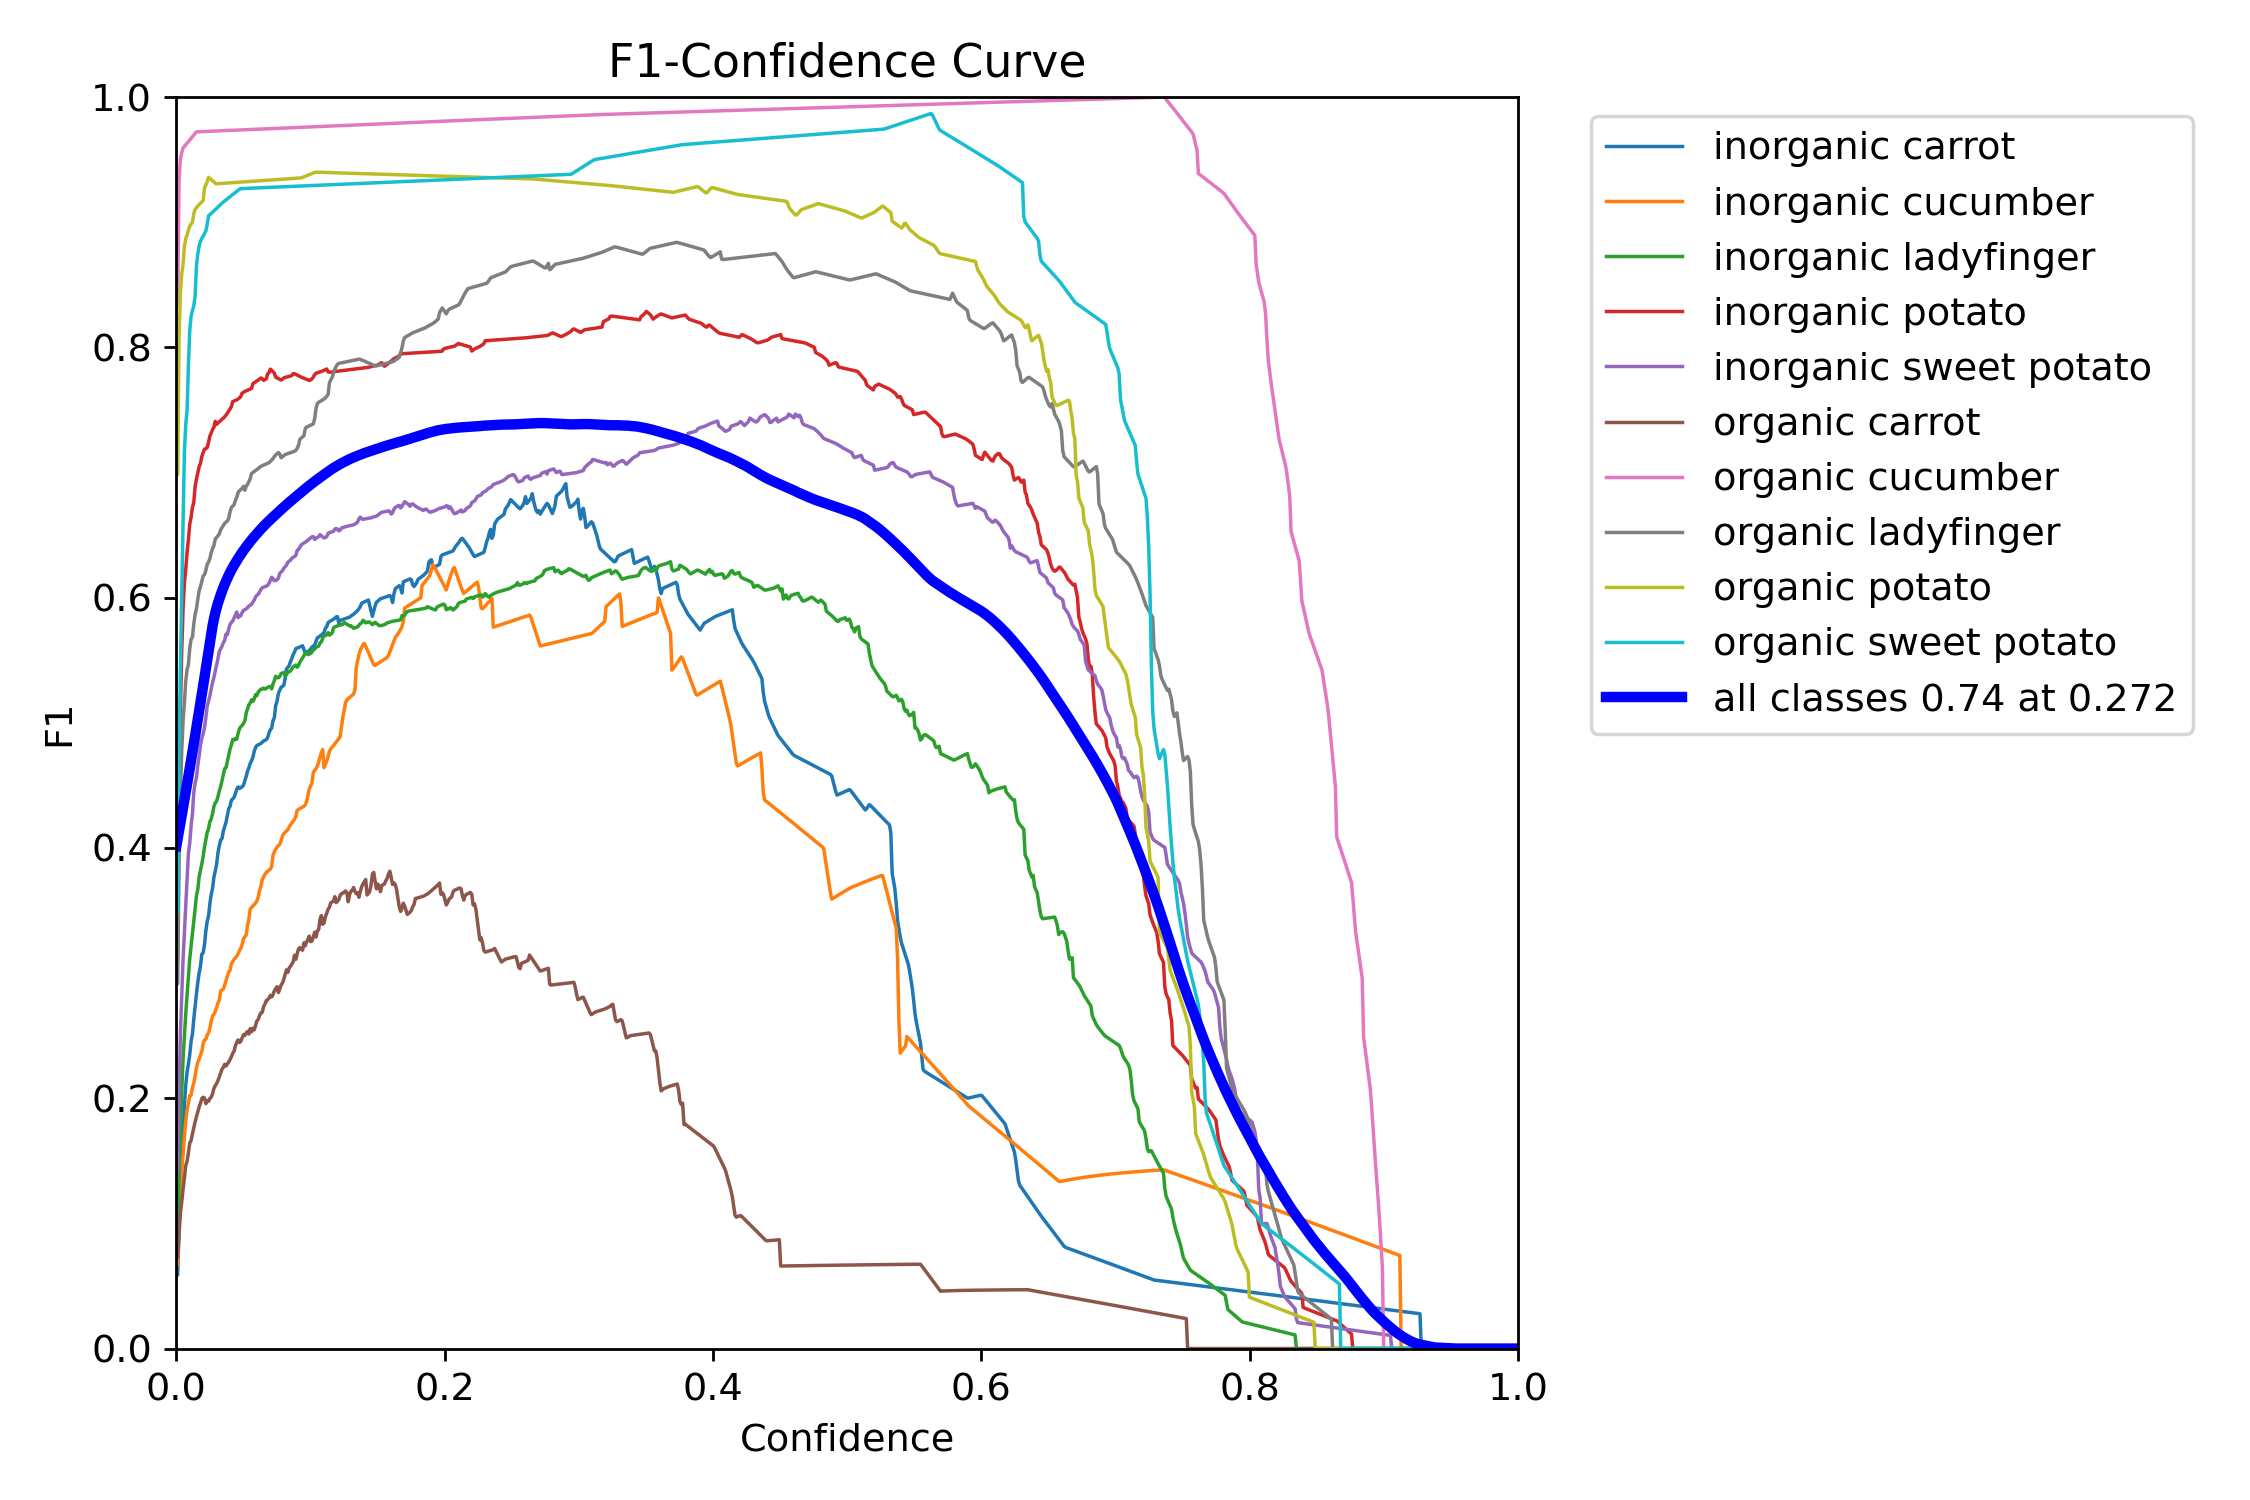 F1-Confidence Curve
1.0
0.8
0.6
0.4
0.2
0.0
F1
0.0 0.2 0.4 0.6 0.8 1.0
Confidence
inorganic carrot
inorganic cucumber
inorganic ladyfinger
inorganic potato
inorganic sweet potato
organic carrot
organic cucumber
organic ladyfinger
organic potato
organic sweet potato
all classes 0.74 at 0.272